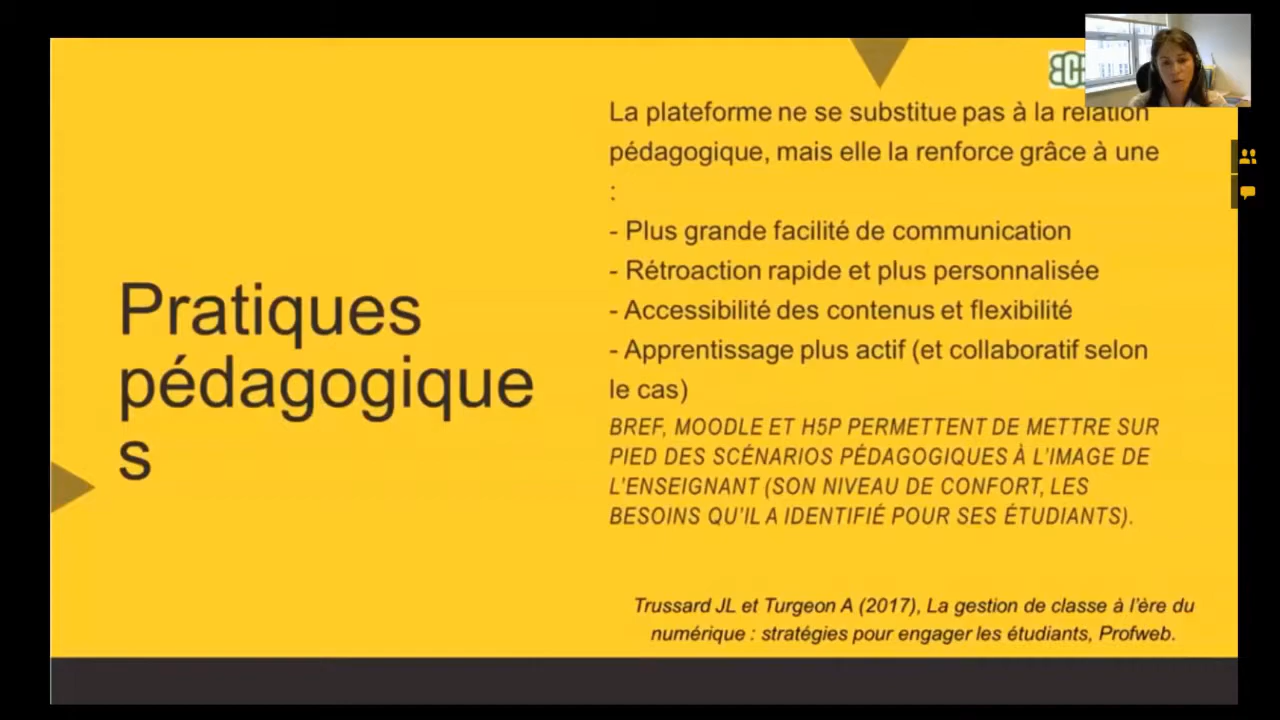 La plateforme ne se substitue pas à la relation
pédagogique, mais elle la renforce grâce à une
:
- Plus grande facilité de communication
- Rétroaction rapide et plus personnalisée
- Accessibilité des contenus et flexibilité
- Apprentissage plus actif (et collaboratif selon
le cas)
BREF, MOODLE ET H5P PERMETTENT DE METTRE SUR
PIED DES SCÉNARIOS PÉDAGOGIQUES À L'IMAGE DE
L'ENSEIGNANT (SON NIVEAU DE CONFORT, LES
BESOINS QU'IL A IDENTIFIÉ POUR SES ÉTUDIANTS).
Pratiques
pédagogique
s
Trussard JL et Turgeon A (2017), La gestion de classe à l'ère du
numérique : stratégies pour engager les étudiants, Profweb.